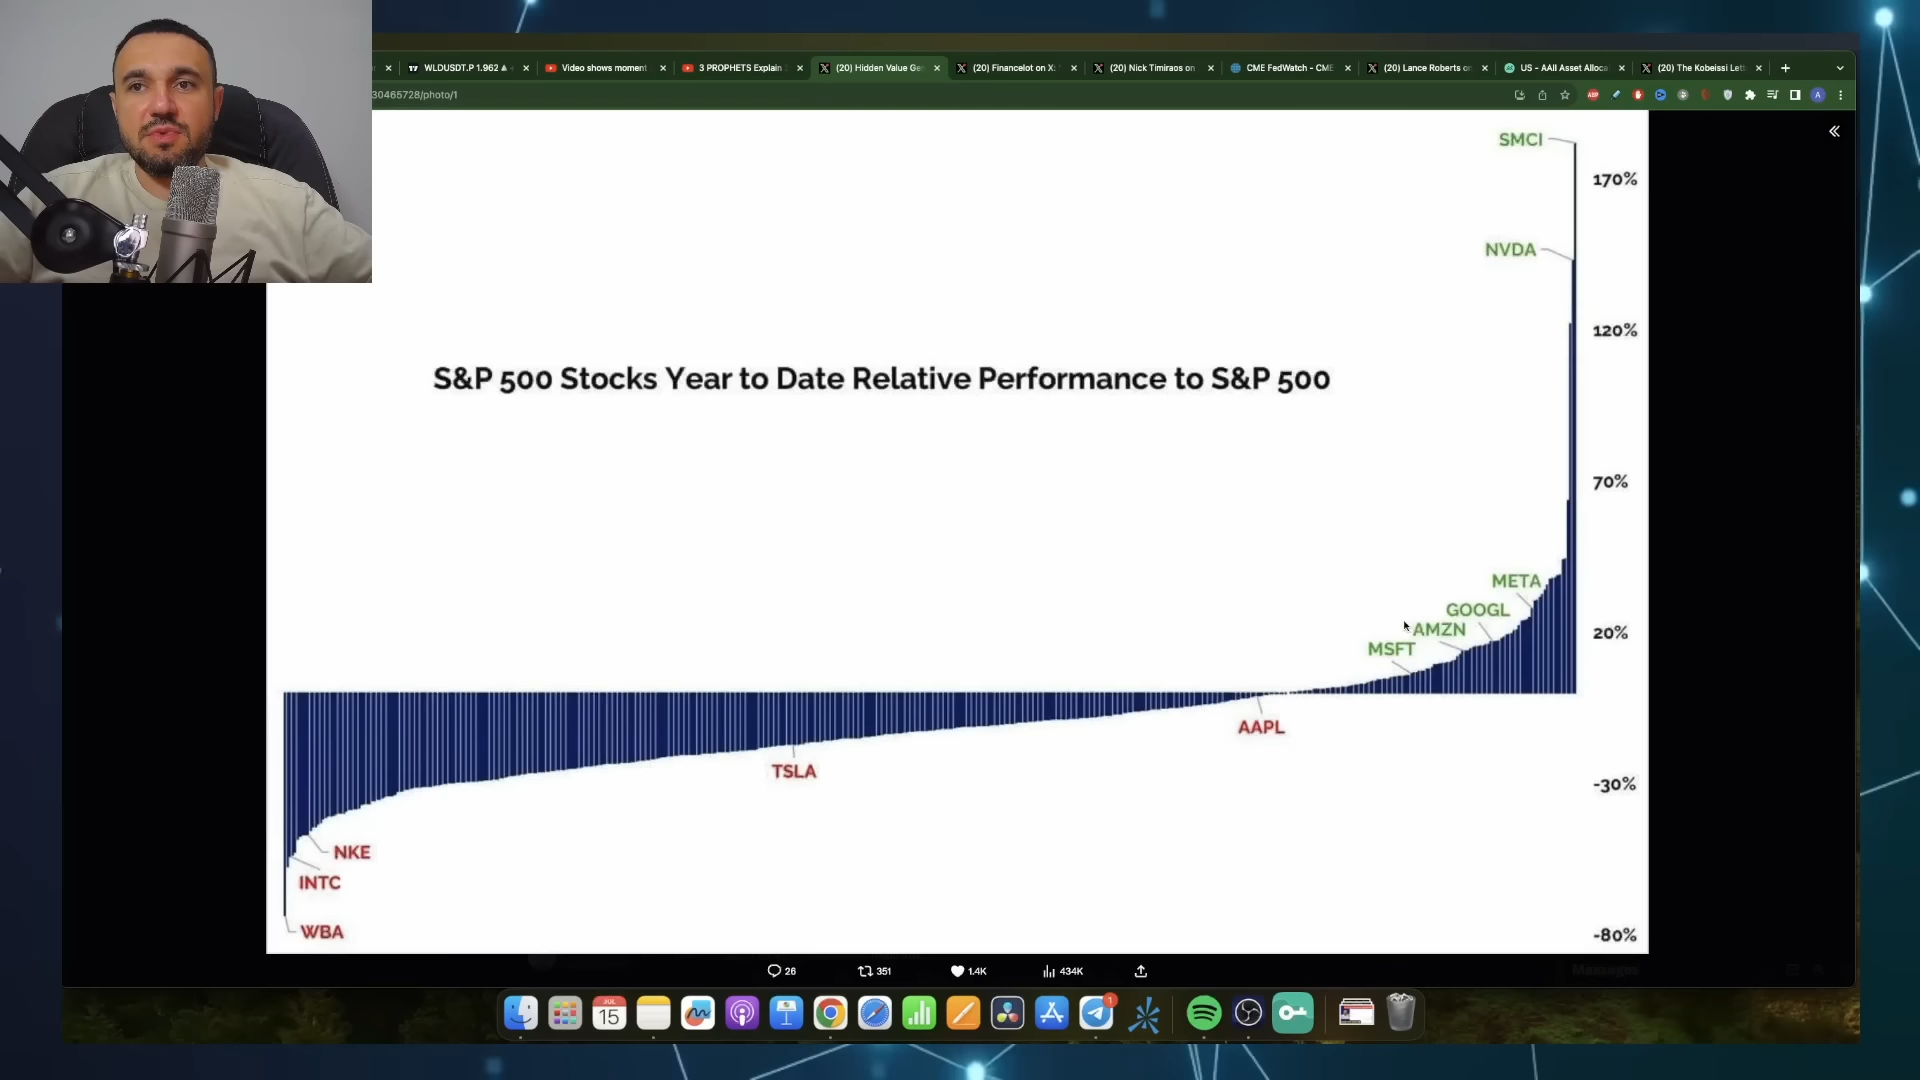 WLDUSDT.P 1.962
Video shows moment
3 PROPHETS Explain
(20) Hidden Value Ge
(20) Financelot on X:
(20) Nick Timiraos on
CME FedWatch - CME
(20) Lance Roberts on
US - AAII Asset Alloca
(20) The Kobeissi Lett
30465728/photo/1
SMCI
170%
NVDA
120%
S&P 500 Stocks Year to Date Relative Performance to S&P 500
70%
META
GOOGL
AMZN
20%
MSFT
AAPL
TSLA
-30%
NKE
INTC
WBA
-80%
26
351
1.4K
434K
Messages
JUL
15
1